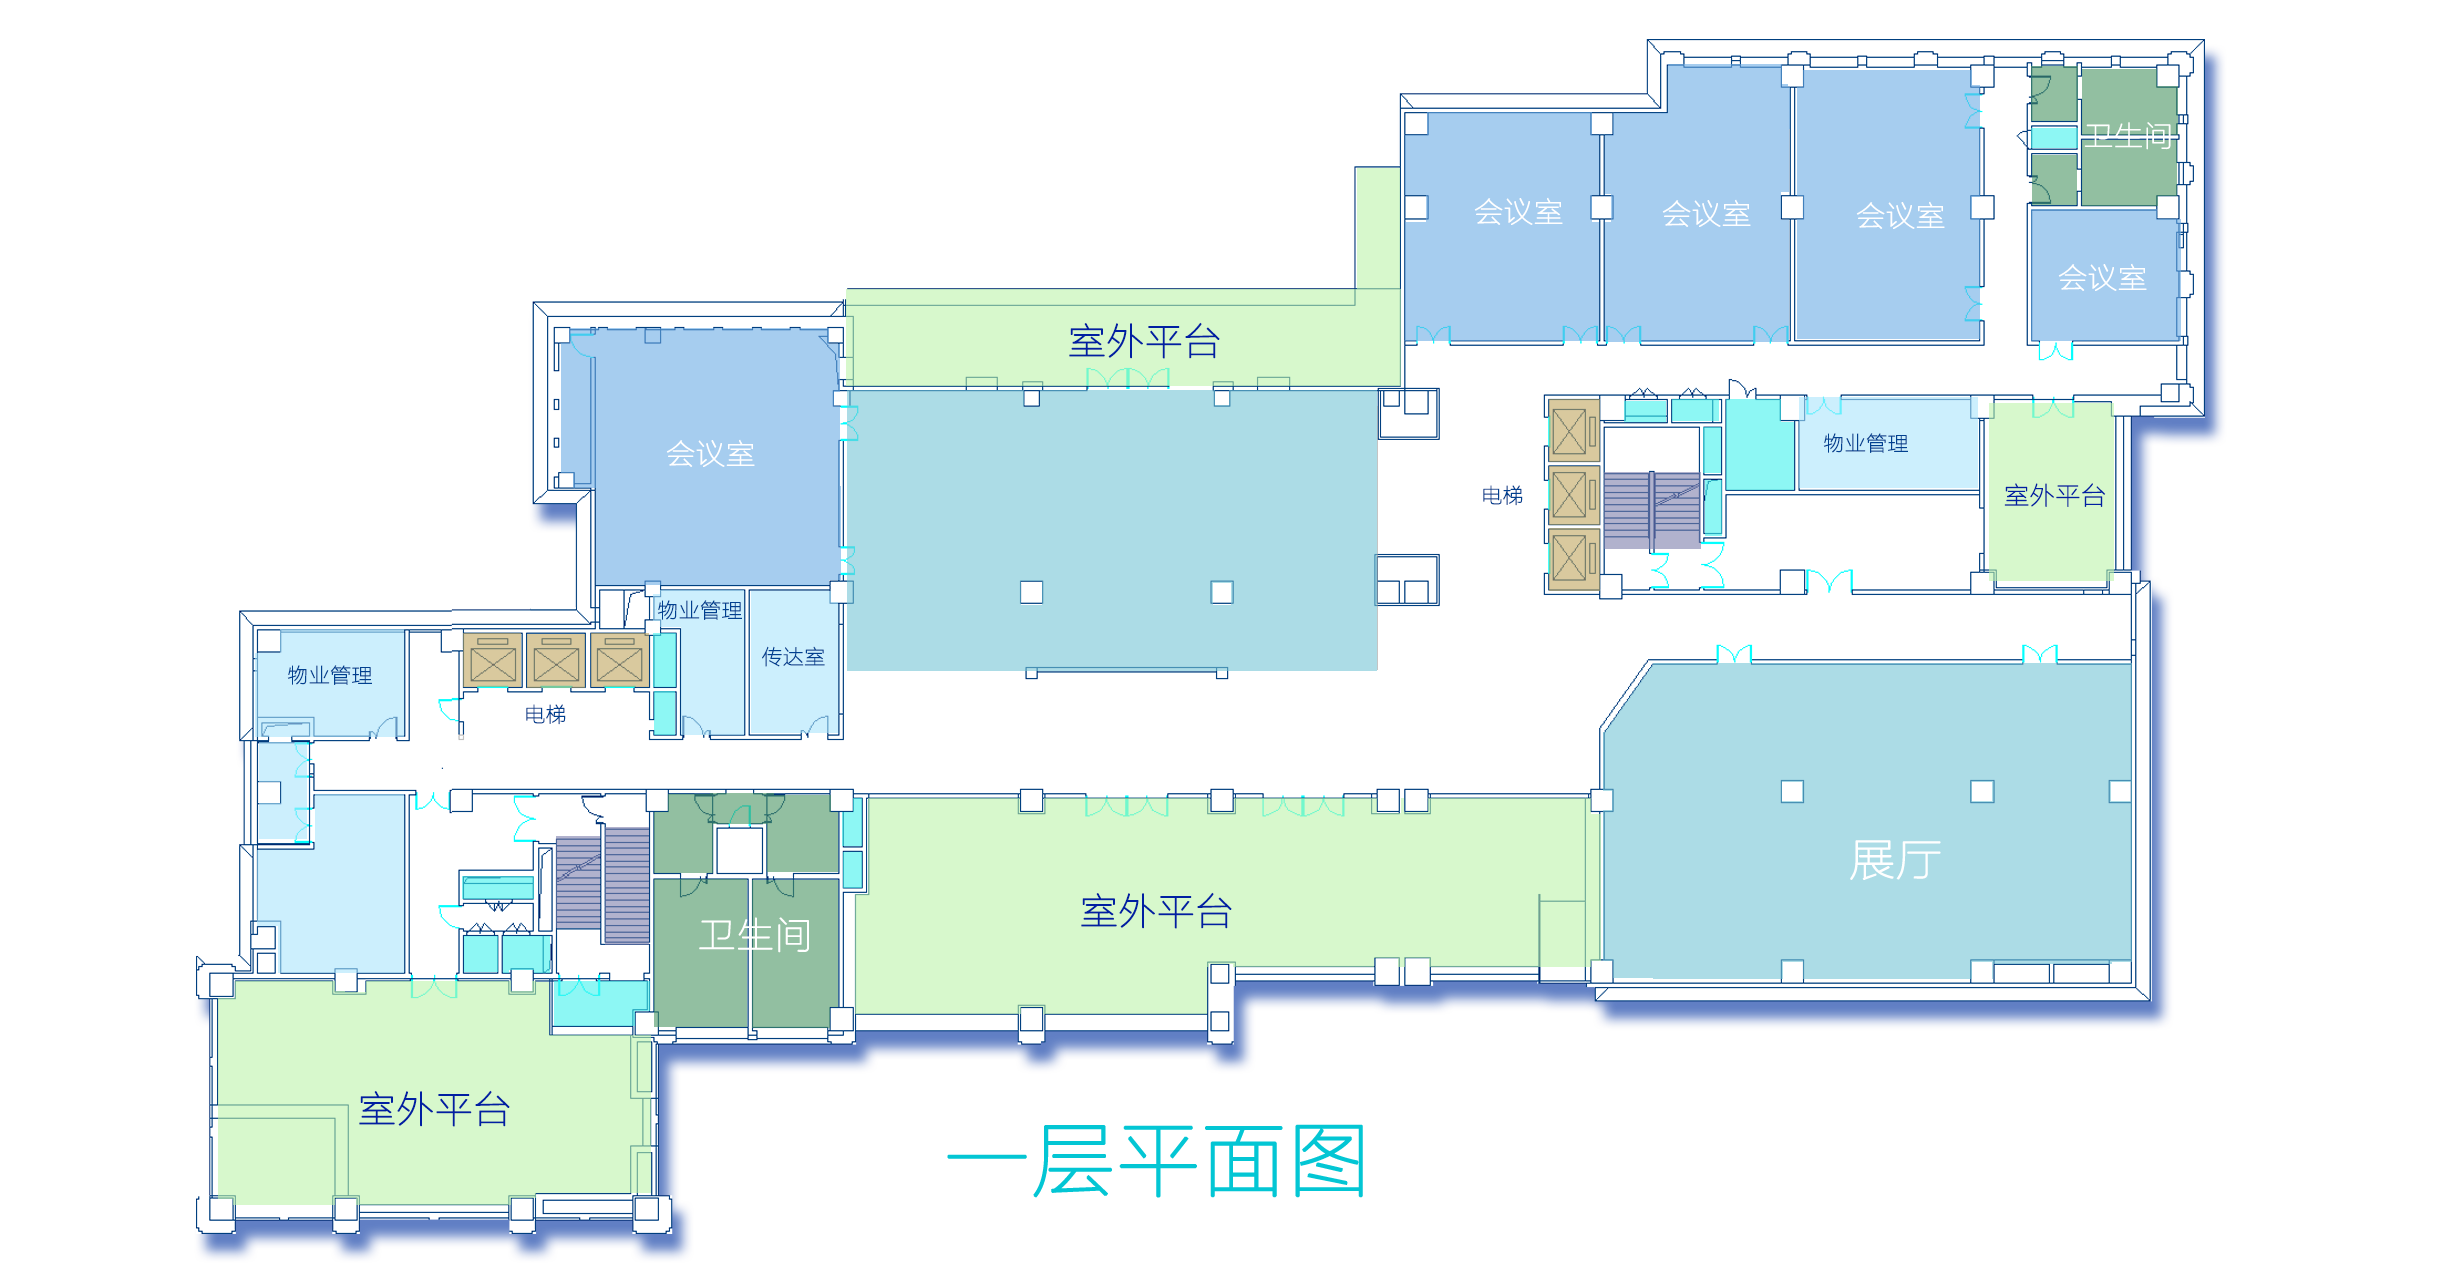 卫生间
会议室
会议室
会议室
会议室
室外平台
会议室
物业管理
电梯
室外平台
物业管理
传达室
物业管理
电梯
展厅
室外平台
卫生间
室外平台
一层平面图